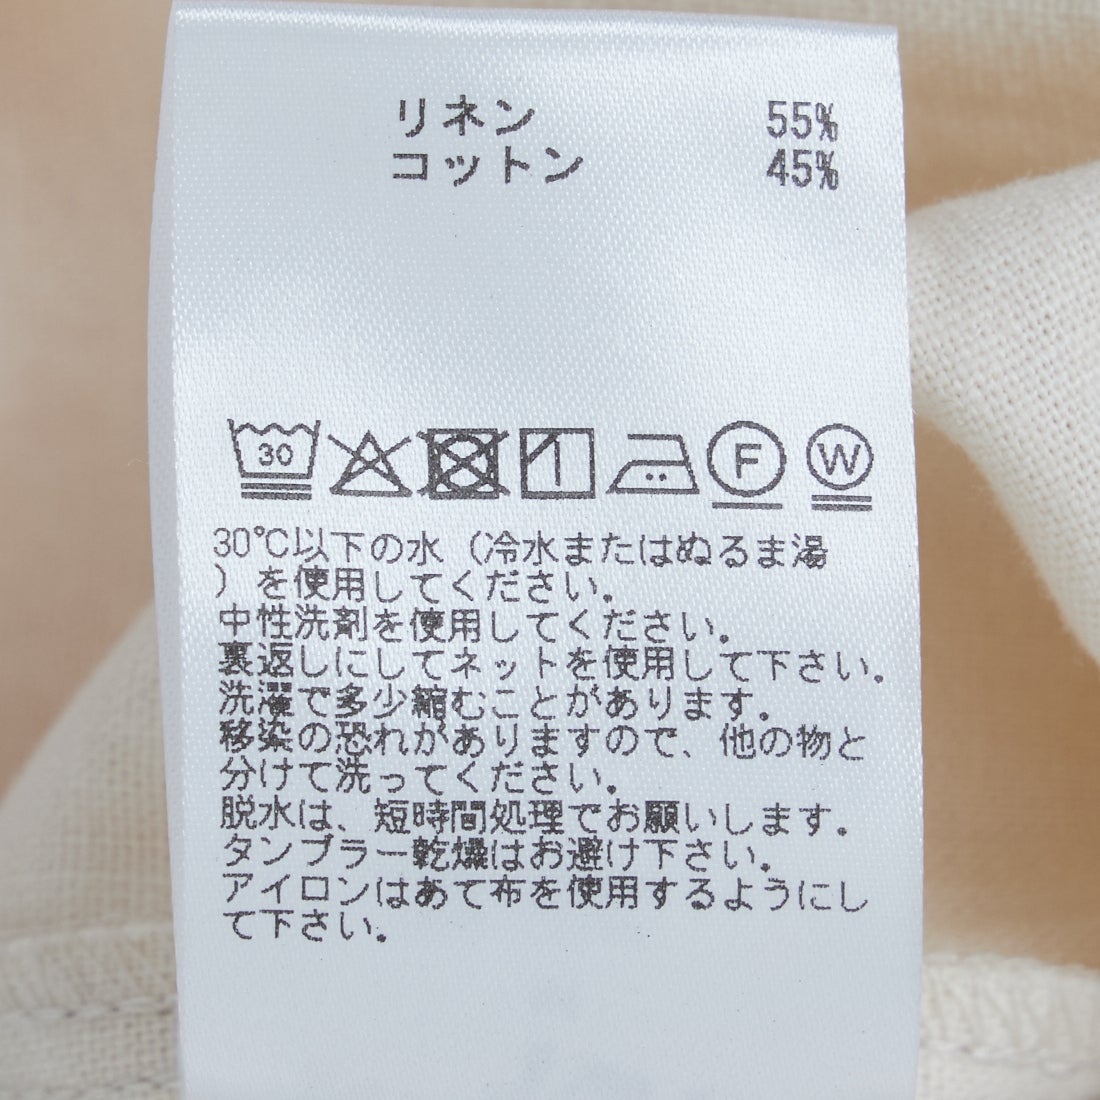 リネン 55%
コットン 45%
30 F W
30℃以下の水(冷水またはぬるま湯
)を使用してください。
中性洗剤を使用してください。
裏返しにしてネットを使用して下さい。
洗濯で多少縮むことがあります。
移染の恐れがありますので、他の物と
分けて洗ってください。
脱水は、短時間処理でお願いします。
タンブラー乾燥はお避け下さい。
アイロンはあて布を使用するようにし
て下さい。